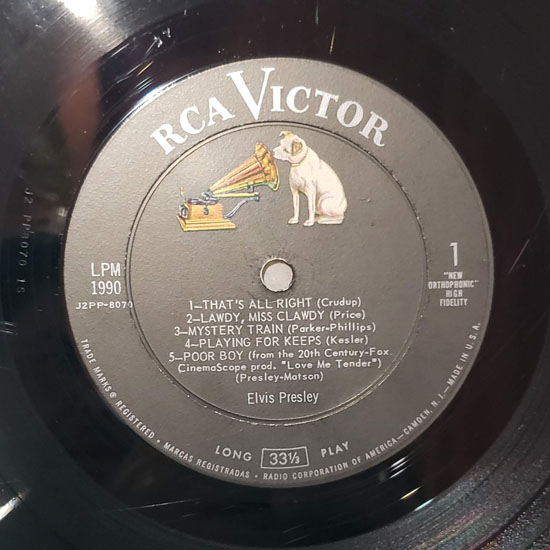 RCA VICTOR
LPM
1990
J2PP-8070
1
"NEW
ORTHOPHONIC"
HIGH
FIDELITY
1—THAT'S ALL RIGHT (Crudup)
2—LAWDY, MISS CLAWDY (Price)
3—MYSTERY TRAIN (Parker-Phillips)
4—PLAYING FOR KEEPS (Kesler)
5—POOR BOY (from the 20th Century-Fox
CinemaScope prod. "Love Me Tender")
(Presley-Matson)
Elvis Presley
LONG 33⅓ PLAY
TRADE MARKS ® REGISTERED • MARCAS REGISTRADAS • RADIO CORPORATION OF AMERICA—CAMDEN, N.J.—MADE IN U.S.A.